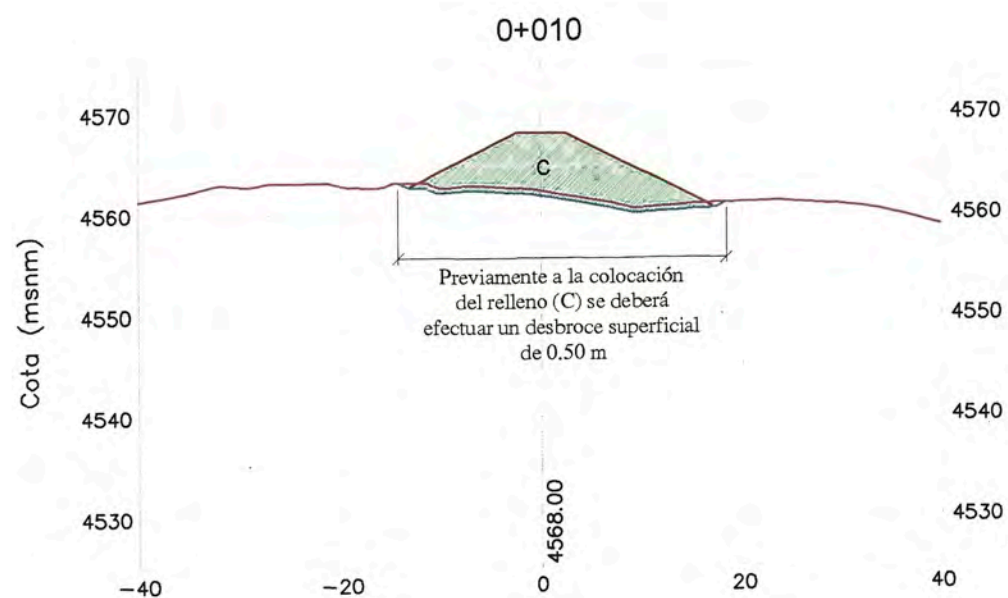 0+010
4570
4570
C
4560
4560
Previamente a la colocación
del relleno (C) se deberá
efectuar un desbroce superficial
de 0.50 m
4550
4550
Cota (msnm)
4540
4540
4530
4530
4568.00
-40
-20
0
20
40